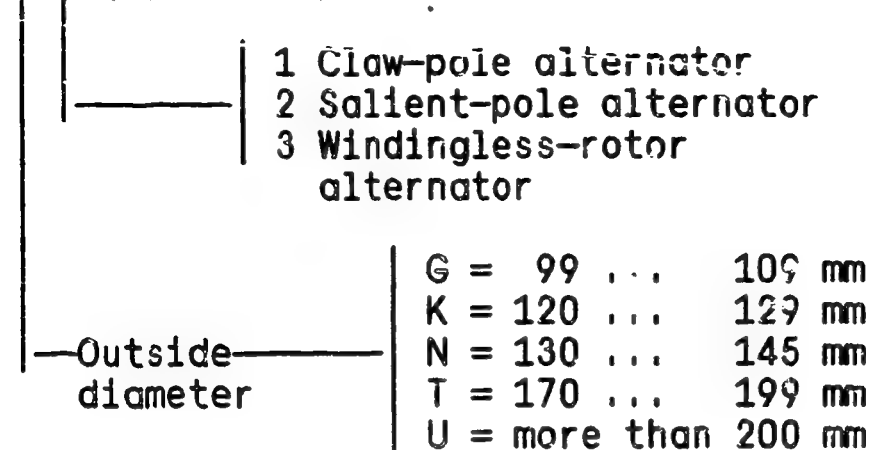 1 Claw-pole alternator
2 Salient-pole alternator
3 Windingless-rotor
alternator
G = 99 ... 109 mm
K = 120 ... 129 mm
Outside N = 130 ... 145 mm
diameter T = 170 ... 199 mm
U = more than 200 mm